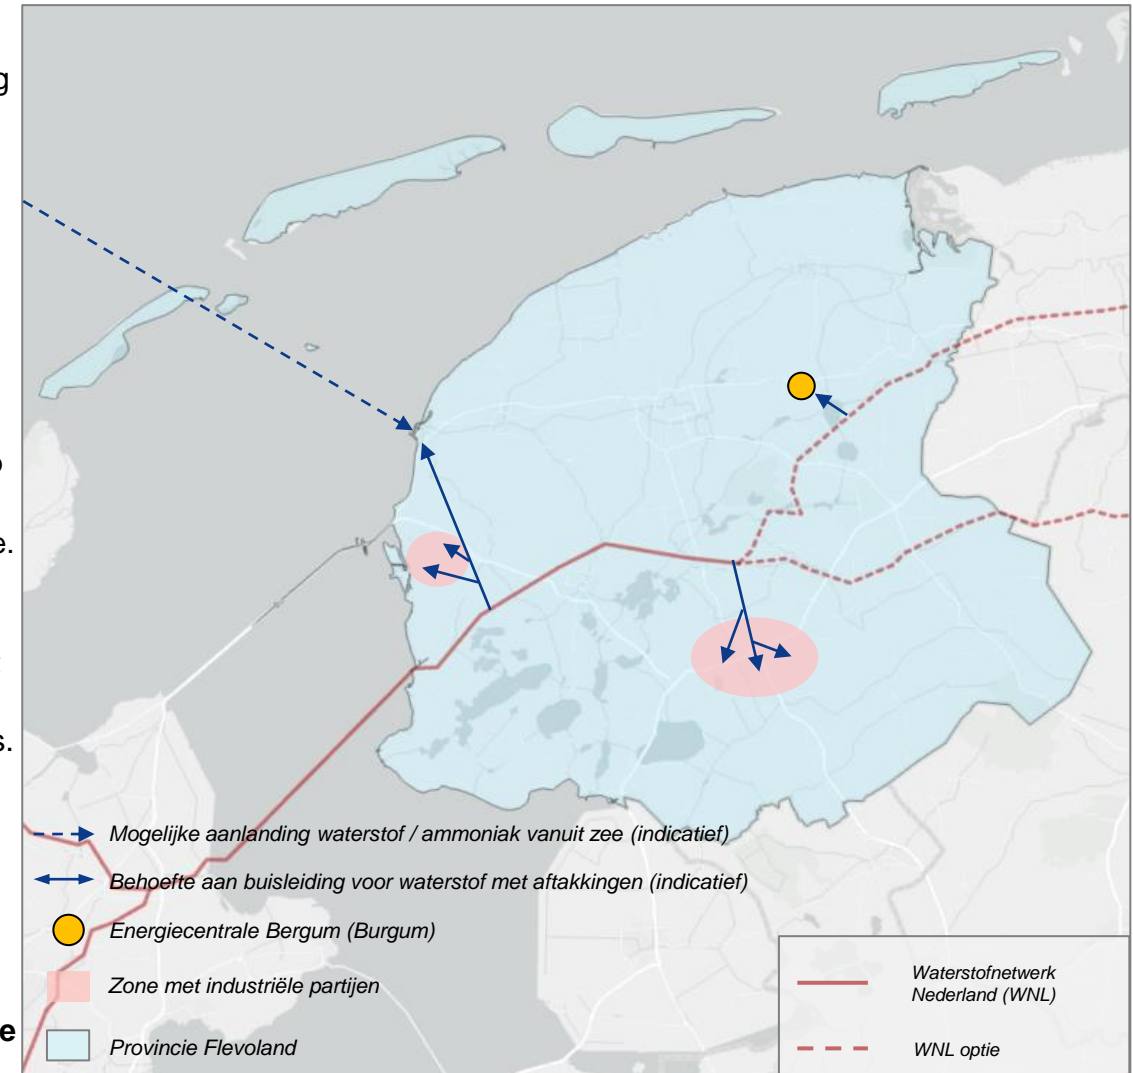 g
o
e.
s.
Mogelijke aanlanding waterstof / ammoniak vanuit zee (indicatief)
Behoefte aan buisleiding voor waterstof met aftakkingen (indicatief)
Energiecentrale Bergum (Burgum)
Zone met industriële partijen
e
Provincie Flevoland
Waterstofnetwerk
Nederland (WNL)
WNL optie